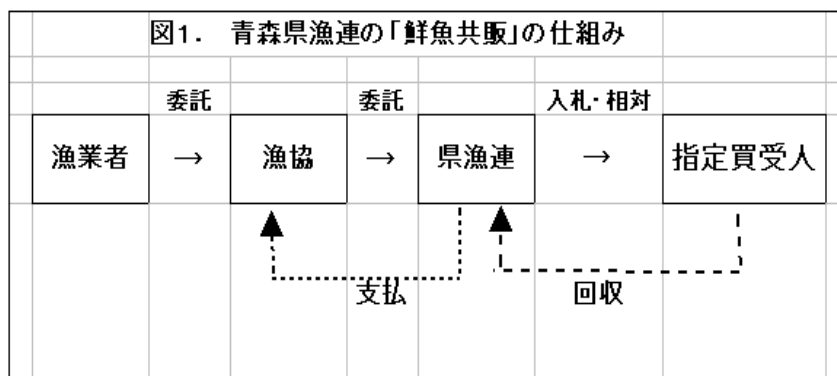 図1. 青森県漁連の「鮮魚共販」の仕組み
委託 委託 入札・相対
漁業者 → 漁協 → 県漁連 → 指定買受人
支払 回収